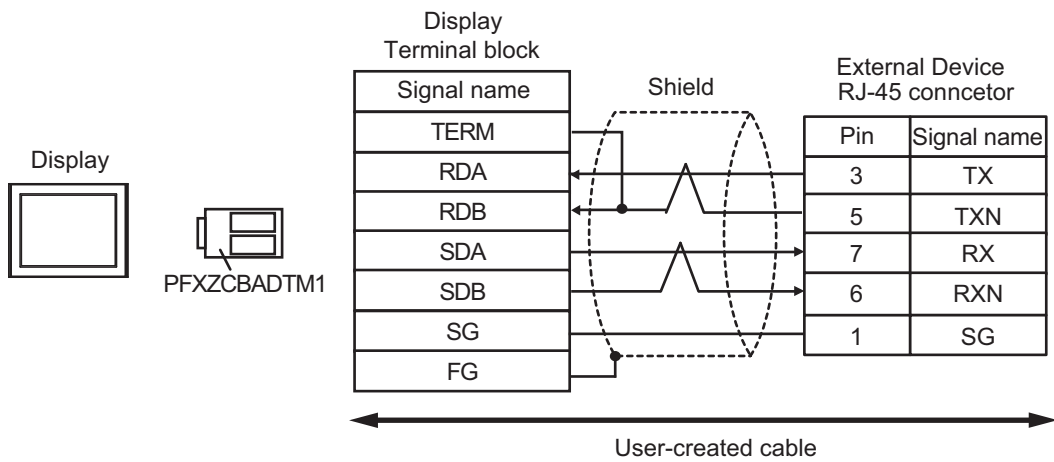 Display
Terminal block
Signal name
TERM
RDA
RDB
SDA
SDB
SG
FG
Shield
External Device
RJ-45 conncetor
Pin Signal name
3 TX
5 TXN
7 RX
6 RXN
1 SG
Display
PFXZCBADTM1
User-created cable